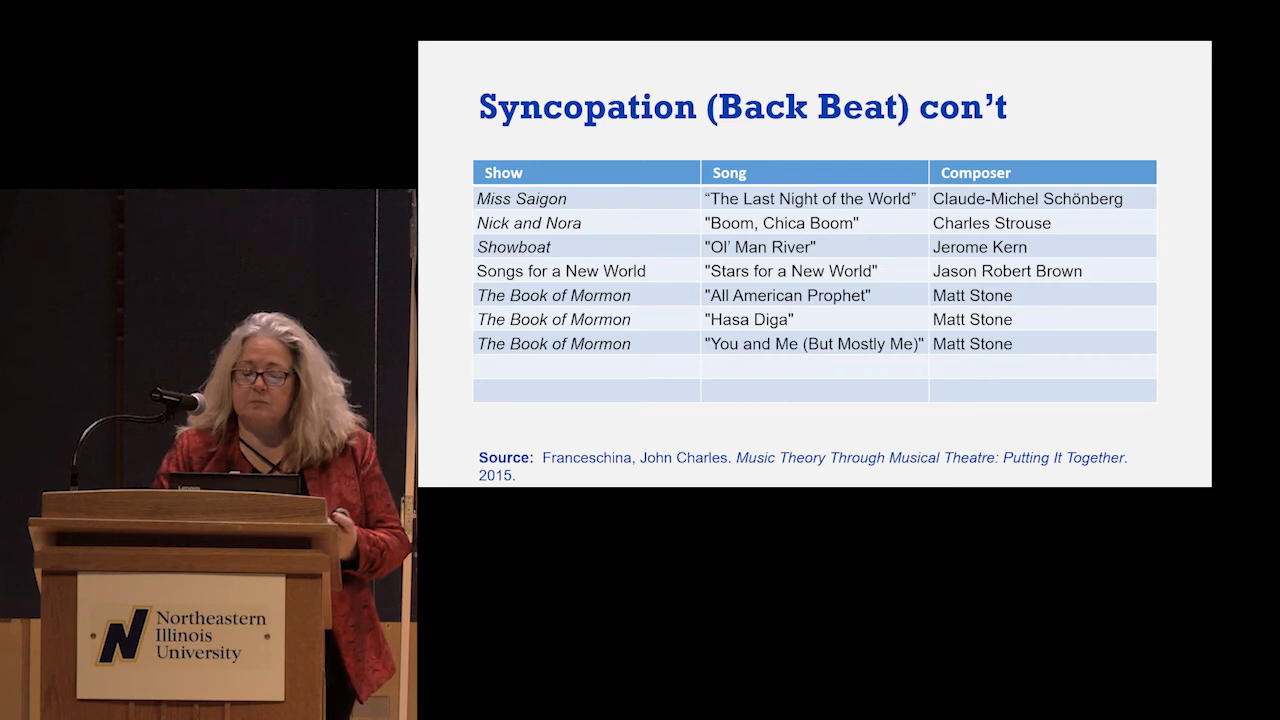 Syncopation (Back Beat) con’t
Show Song Composer
Miss Saigon “The Last Night of the World” Claude-Michel Schönberg
Nick and Nora "Boom, Chica Boom" Charles Strouse
Showboat "Ol’ Man River" Jerome Kern
Songs for a New World "Stars for a New World" Jason Robert Brown
The Book of Mormon "All American Prophet" Matt Stone
The Book of Mormon "Hasa Diga" Matt Stone
The Book of Mormon "You and Me (But Mostly Me)" Matt Stone
Source: Franceschina, John Charles. Music Theory Through Musical Theatre: Putting It Together.
2015.
Lenovo
N Northeastern
Illinois
University